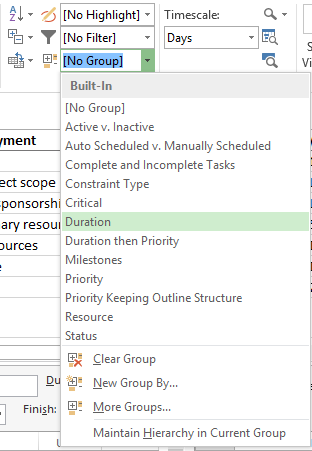 [No Highlight]
Timescale:
[No Filter]
Days
[No Group]
Built-In
[No Group]
Active v. Inactive
Auto Scheduled v. Manually Scheduled
Complete and Incomplete Tasks
Constraint Type
Critical
Duration
Duration then Priority
Milestones
Priority
Priority Keeping Outline Structure
Resource
Status
Clear Group
New Group By...
More Groups...
Maintain Hierarchy in Current Group
yment
ect scope
ponsorshi
ary resou
ources
e
Du
Finish:
S
Vi